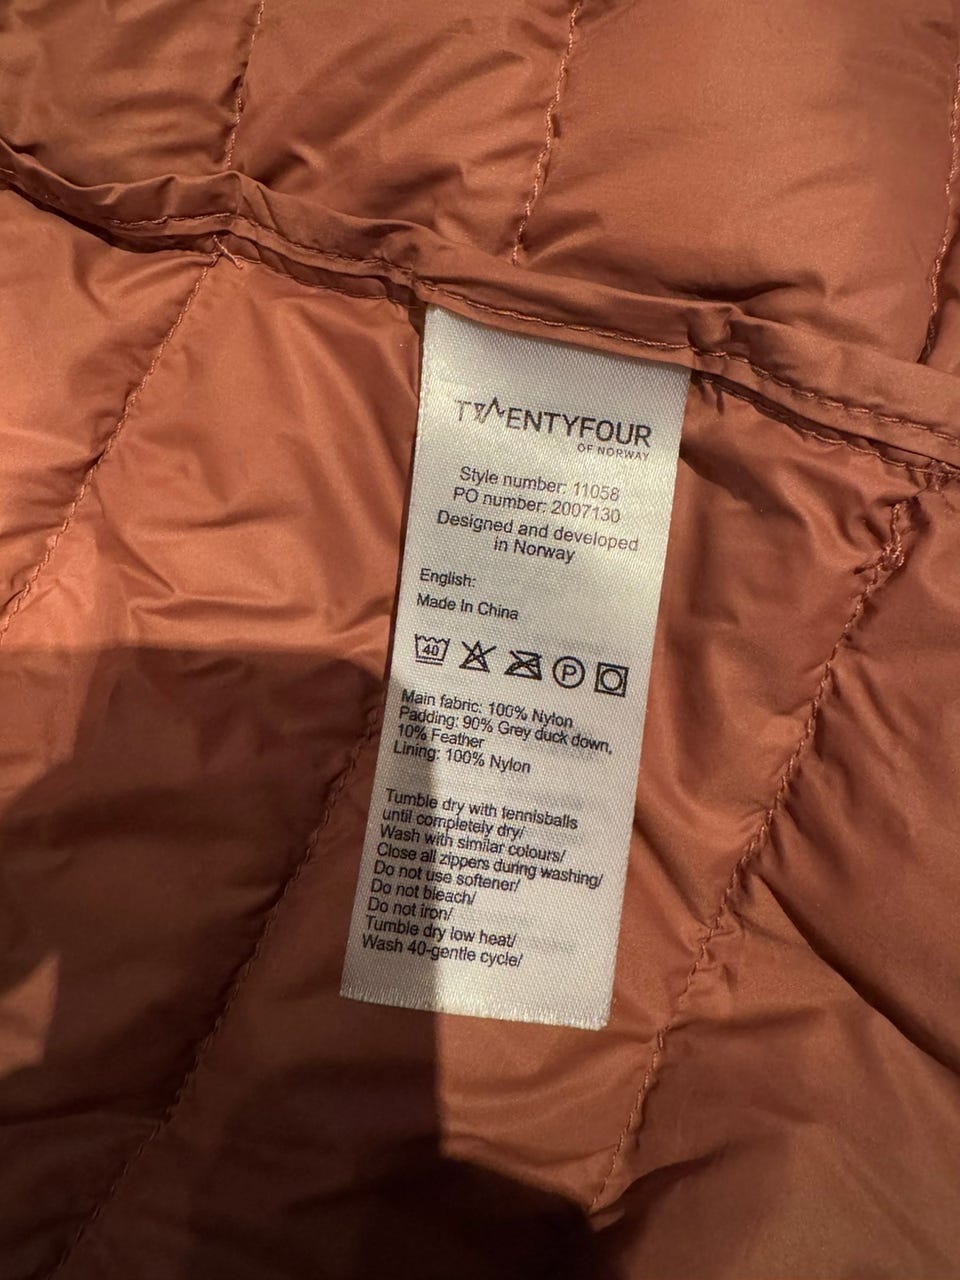 TWENTYFOUR
OF NORWAY
Style number: 11058
PO number: 2007130
Designed and developed
in Norway
English:
Made In China
40 P
Main fabric: 100% Nylon
Padding: 90% Grey duck down,
10% Feather
Lining: 100% Nylon
Tumble dry with tennisballs
until completely dry/
Wash with similar colours/
Close all zippers during washing/
Do not use softener/
Do not bleach/
Do not iron/
Tumble dry low heat/
Wash 40-gentle cycle/